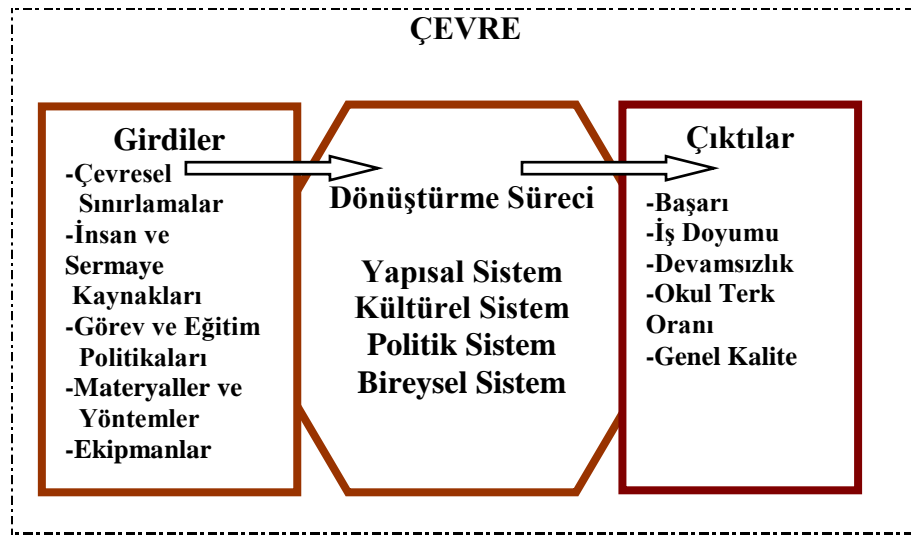 ÇEVRE
Girdiler
-Çevresel
Sınırlamalar
-İnsan ve
Sermaye
Kaynakları
-Görev ve Eğitim
Politikaları
-Materyaller ve
Yöntemler
-Ekipmanlar
Dönüştürme Süreci
Yapısal Sistem
Kültürel Sistem
Politik Sistem
Bireysel Sistem
Çıktılar
-Başarı
-İş Doyumu
-Devamsızlık
-Okul Terk
Oranı
-Genel Kalite